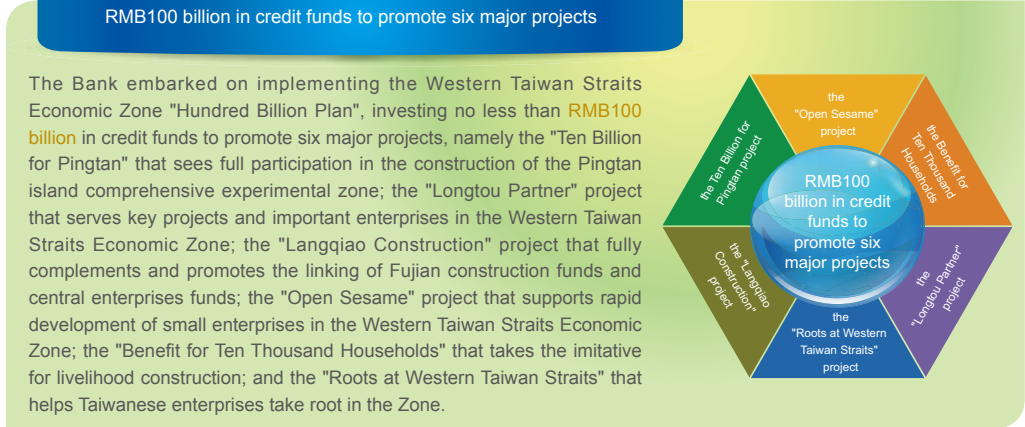 RMB100 billion in credit funds to promote six major projects
The Bank embarked on implementing the Western Taiwan Straits
Economic Zone "Hundred Billion Plan", investing no less than RMB100
billion in credit funds to promote six major projects, namely the "Ten Billion
for Pingtan" that sees full participation in the construction of the Pingtan
island comprehensive experimental zone; the "Longtou Partner" project
that serves key projects and important enterprises in the Western Taiwan
Straits Economic Zone; the "Langqiao Construction" project that fully
complements and promotes the linking of Fujian construction funds and
central enterprises funds; the "Open Sesame" project that supports rapid
development of small enterprises in the Western Taiwan Straits Economic
Zone; the "Benefit for Ten Thousand Households" that takes the imitative
for livelihood construction; and the "Roots at Western Taiwan Straits" that
helps Taiwanese enterprises take root in the Zone.
the
"Open Sesame"
project
the Benefit for
Ten Thousand
Households
the
"Longtou Partner"
project
the
"Roots at Western
Taiwan Straits"
project
the "Langqiao
Construction"
project
the Ten Billion for
Pingtan project
RMB100
billion in credit
funds to
promote six
major projects